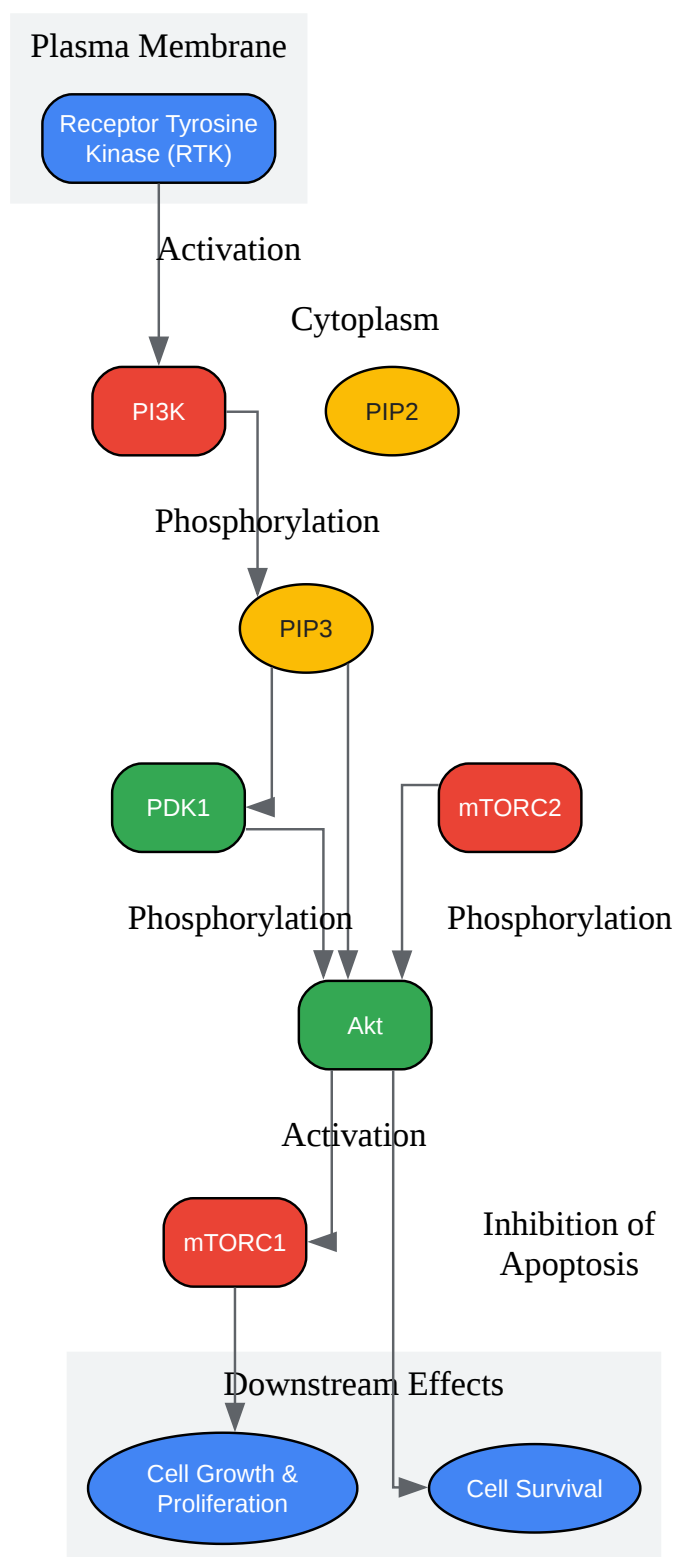 Plasma Membrane
Receptor Tyrosine
Kinase (RTK)
Activation
Cytoplasm
PI3K
PIP2
Phosphorylation
PIP3
PDK1
mTORC2
Phosphorylation
Phosphorylation
Akt
Activation
mTORC1
Inhibition of
Apoptosis
Downstream Effects
Cell Growth &
Proliferation
Cell Survival